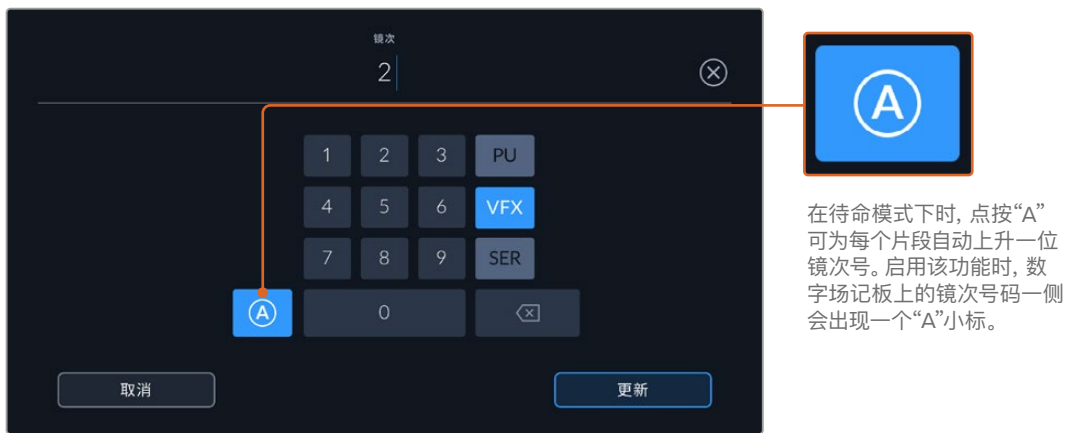 镜次
2
1 2 3 PU
4 5 6 VFX
7 8 9 SER
A 0
取消 更新
A
在待命模式下时, 点按“A”
可为每个片段自动上升一位
镜次号。启用该功能时, 数
字场记板上的镜次号码一侧
会出现一个“A”小标。